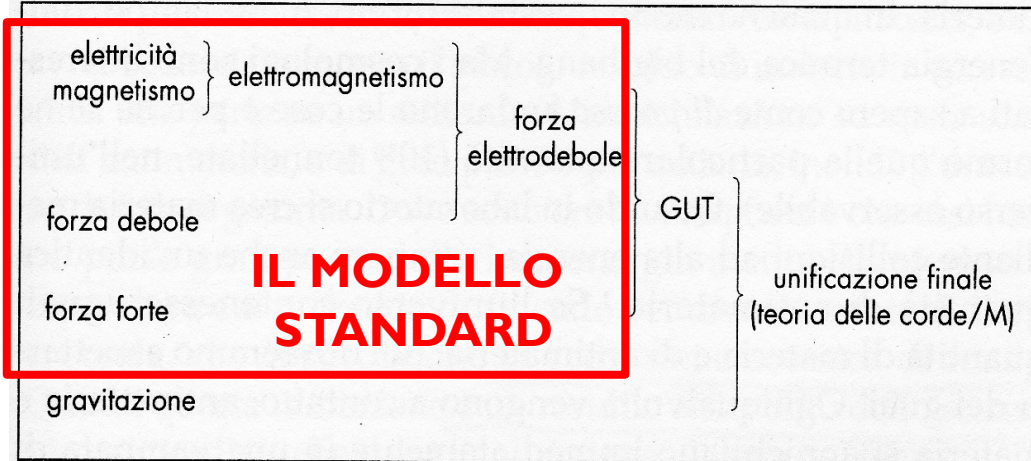 elettricità
magnetismo
elettromagnetismo
forza
elettrodebole
forza debole
GUT
IL MODELLO
STANDARD
forza forte
unificazione finale
(teoria delle corde/M)
gravitazione